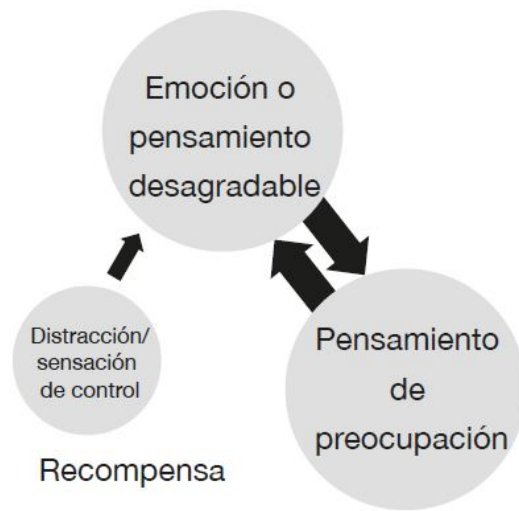 Emoción o
pensamiento
desagradable
Distracción/
sensación
de control
Pensamiento
de
preocupación
Recompensa